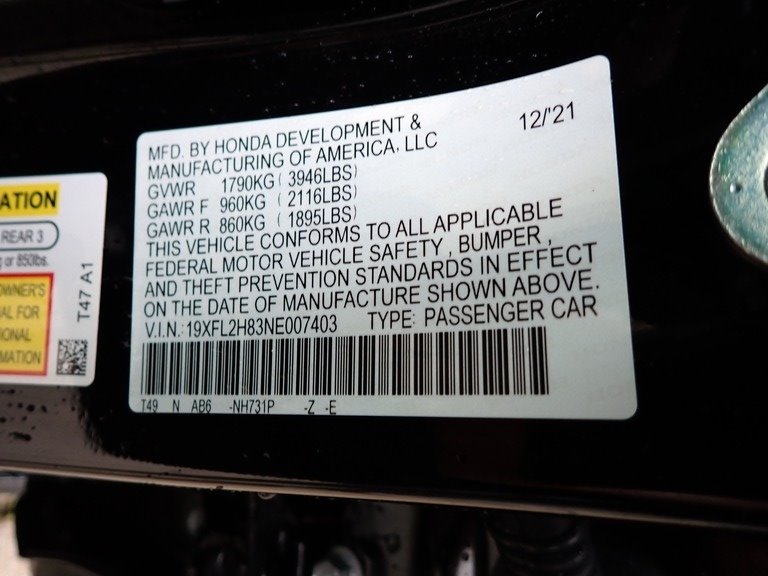 ATION
REAR 3
g or 850lbs.
OWNER'S
AL FOR
IONAL
MATION
T47 A1
MFD. BY HONDA DEVELOPMENT &
MANUFACTURING OF AMERICA, LLC
12/'21
GVWR 1790KG ( 3946LBS)
GAWR F 960KG ( 2116LBS)
GAWR R 860KG ( 1895LBS)
THIS VEHICLE CONFORMS TO ALL APPLICABLE
FEDERAL MOTOR VEHICLE SAFETY , BUMPER ,
AND THEFT PREVENTION STANDARDS IN EFFECT
ON THE DATE OF MANUFACTURE SHOWN ABOVE.
V.I.N: 19XFL2H83NE007403 TYPE: PASSENGER CAR
T49 N AB6 -NH731P -Z -E